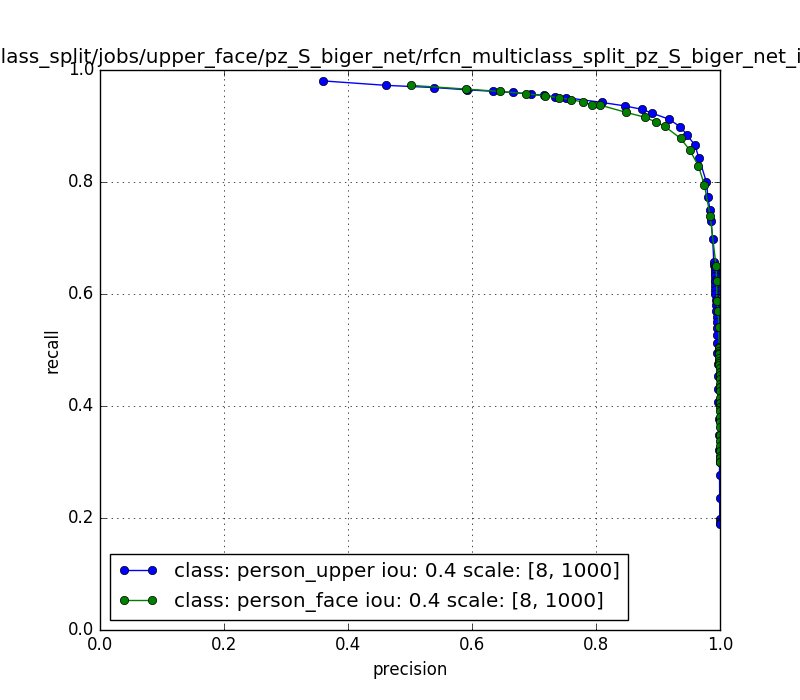 lass_split/jobs/upper_face/pz_S_biger_net/rfcn_multiclass_split_pz_S_biger_net_i
1.0
0.8
0.6
0.4
0.2
0.0
recall
class: person_upper iou: 0.4 scale: [8, 1000]
class: person_face iou: 0.4 scale: [8, 1000]
0.0 0.2 0.4 0.6 0.8 1.0
precision